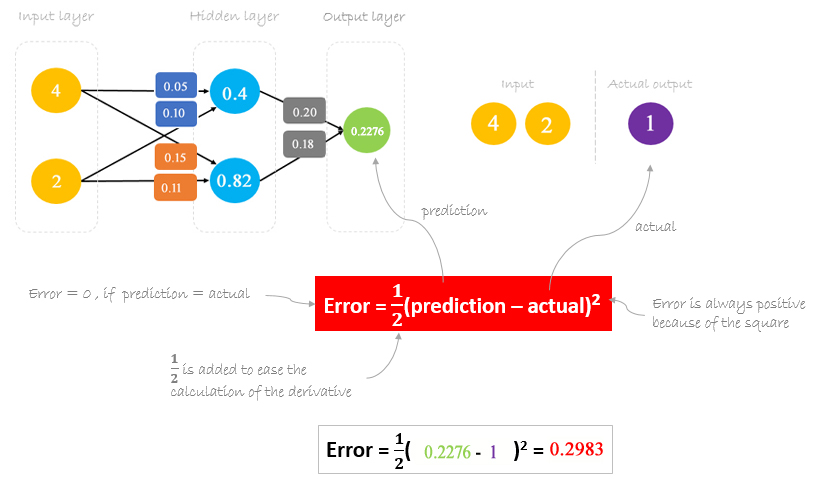 Input layer
Hidden layer
Output layer
4
2
0.05
0.10
0.15
0.11
0.4
0.82
0.20
0.18
0.2276
Input
Actual output
4 2
1
prediction
actual
Error = 0 , if prediction = actual
Error = 1/2(prediction – actual)²
Error is always positive
because of the square
1/2 is added to ease the
calculation of the derivative
Error = 1/2( 0.2276 - 1 )² = 0.2983